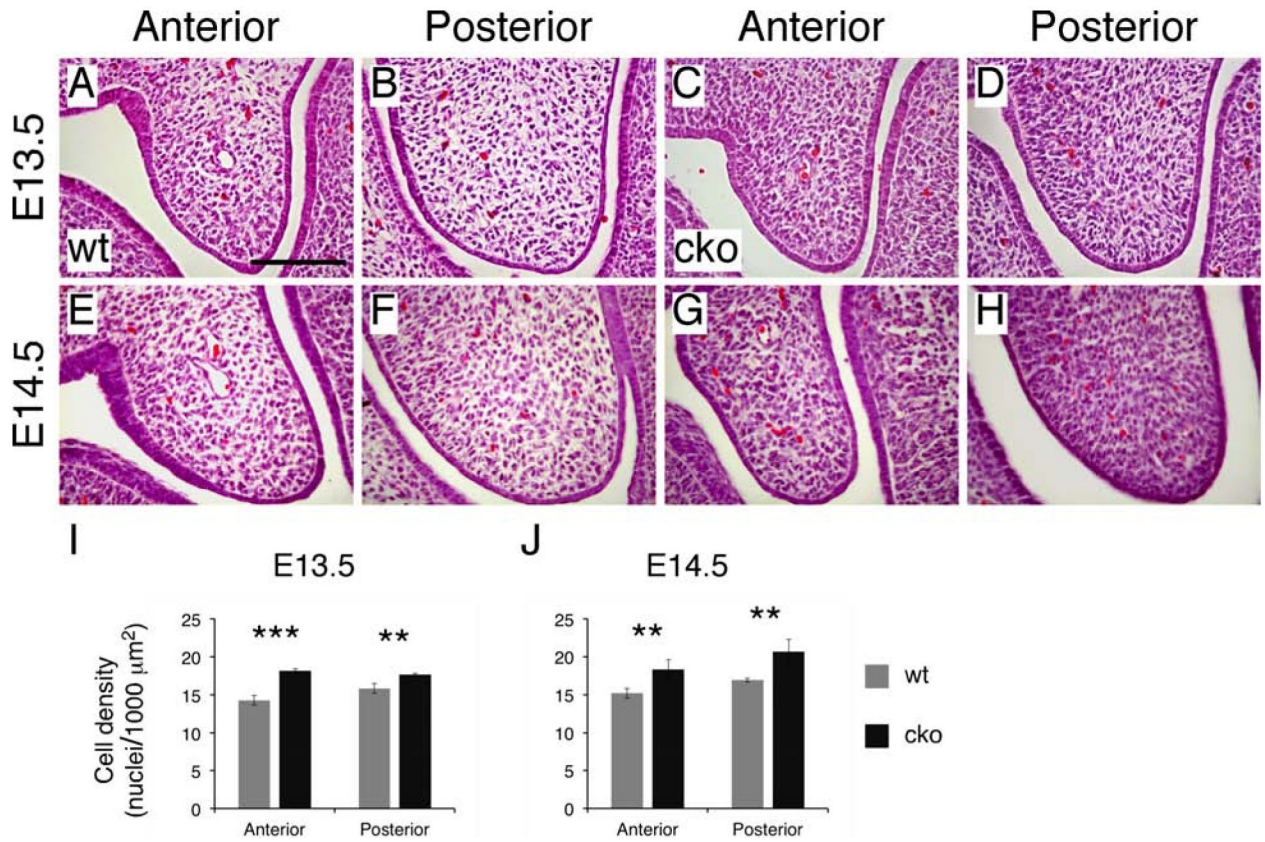 Anterior Posterior Anterior Posterior
E13.5
A B C D
wt cko
E14.5
E F G H
I J
E13.5 E14.5
Cell density
(nuclei/1000 μm²)
25
20
15
10
5
0
*** **
Anterior Posterior
25
20
15
10
5
0
** **
Anterior Posterior
wt
cko